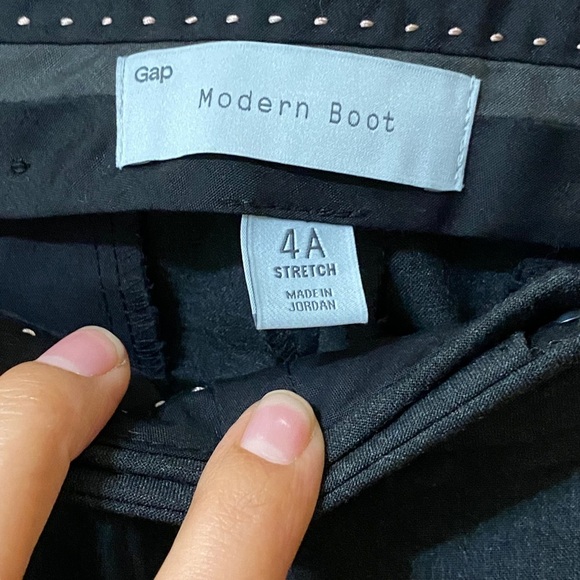 Gap
Modern Boot
4A
STRETCH
MADE IN
JORDAN